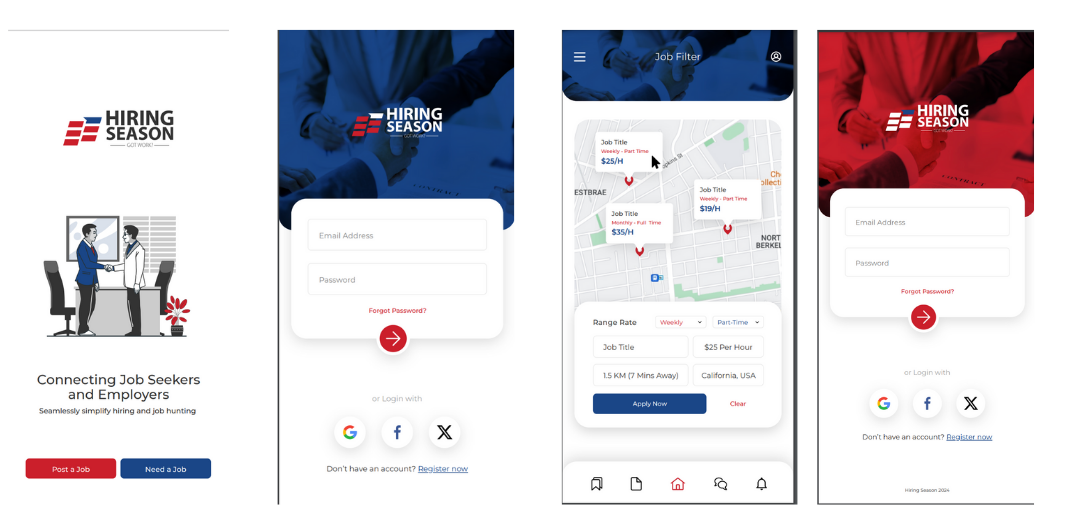 HIRING
SEASON
GOT WORK!
Connecting Job Seekers
and Employers
Seamlessly simplify hiring and job hunting
Post a Job
Need a Job
HIRING
SEASON
GOT WORK!
CONTRACT
Email Address
Password
Forgot Password?
or Login with
G
f
X
Don't have an account? Register now
Job Filter
Job Title
Weekly - Part Time
$25/H
Job Title
Weekly - Part Time
$19/H
Job Title
Monthly - Full Time
$35/H
ESTBRAE
NORT
BERKEL
Range Rate
Weekly
Part-Time
Job Title
$25 Per Hour
1.5 KM (7 Mins Away)
California, USA
Apply Now
Clear
HIRING
SEASON
GOT WORK!
CONTRACT
Email Address
Password
Forgot Password?
or Login with
G
f
X
Don't have an account? Register now
Hiring Season 2024